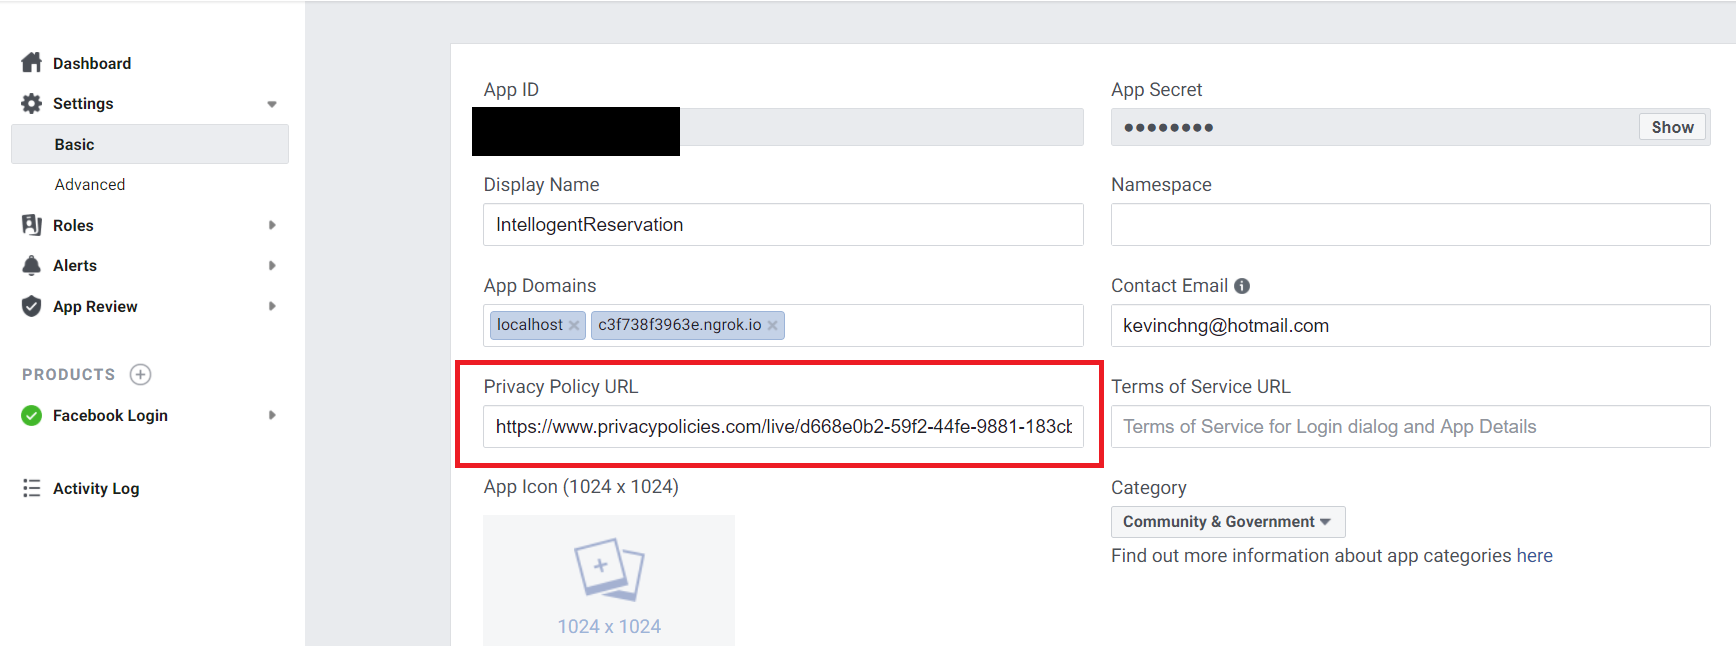 Dashboard
Settings
Basic
Advanced
Roles
Alerts
App Review
PRODUCTS
Facebook Login
Activity Log
App ID
App Secret
●●●●●●●●
Show
Display Name
Namespace
IntellogentReservation
App Domains
Contact Email
localhost
c3f738f3963e.ngrok.io
kevinchng@hotmail.com
Privacy Policy URL
Terms of Service URL
https://www.privacypolicies.com/live/d668e0b2-59f2-44fe-9881-183cb
Terms of Service for Login dialog and App Details
App Icon (1024 x 1024)
Category
Community & Government
Find out more information about app categories here
1024 x 1024